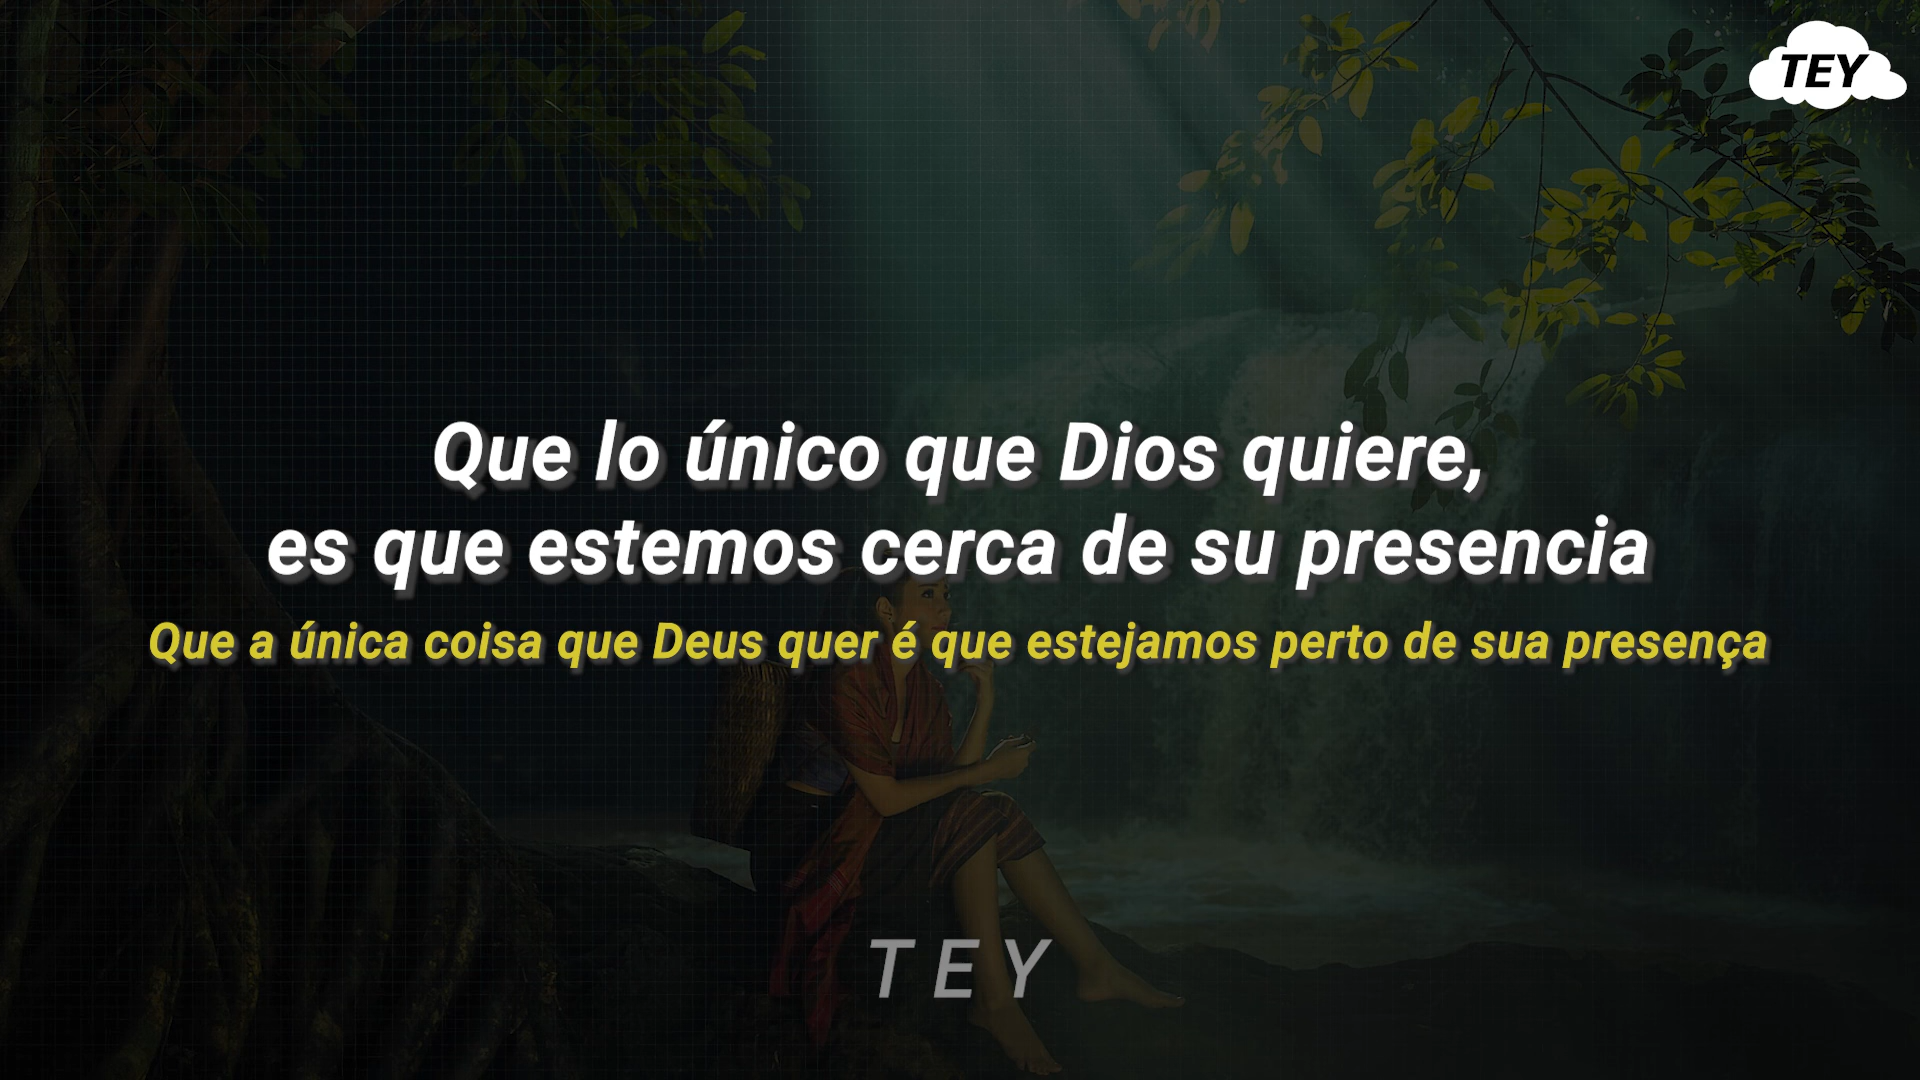 TEY
Que lo único que Dios quiere,
es que estemos cerca de su presencia
Que a única coisa que Deus quer é que estejamos perto de sua presença
TEY